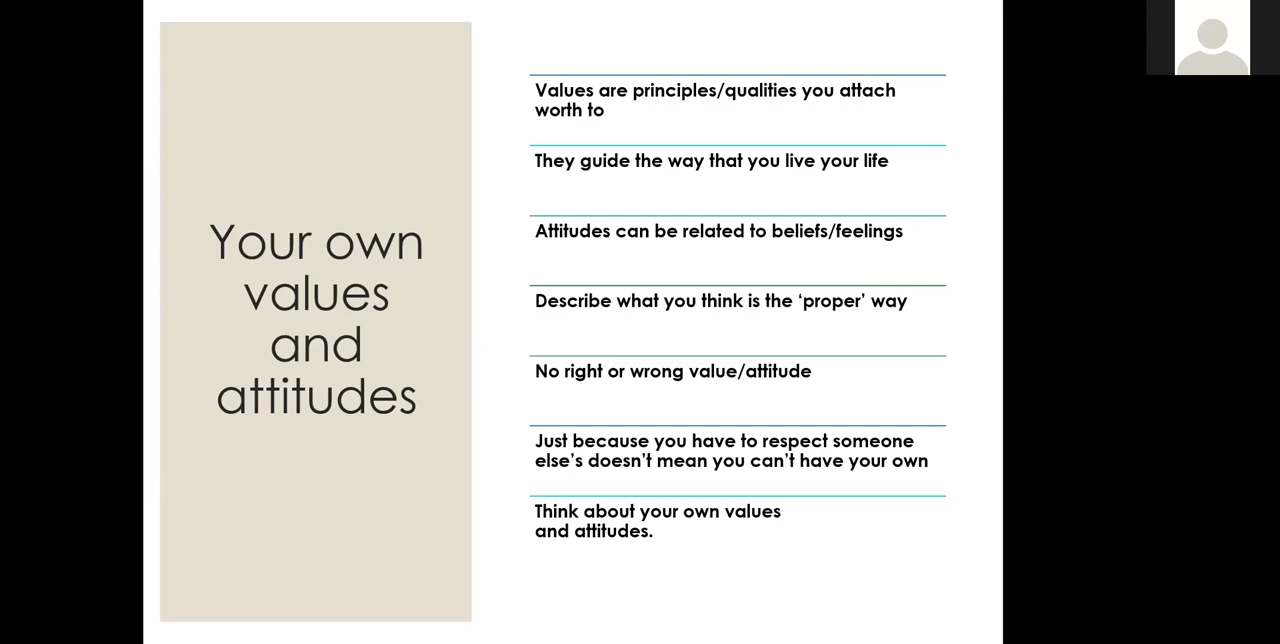 Your own
values
and
attitudes
Values are principles/qualities you attach
worth to
They guide the way that you live your life
Attitudes can be related to beliefs/feelings
Describe what you think is the ‘proper’ way
No right or wrong value/attitude
Just because you have to respect someone
else’s doesn’t mean you can’t have your own
Think about your own values
and attitudes.